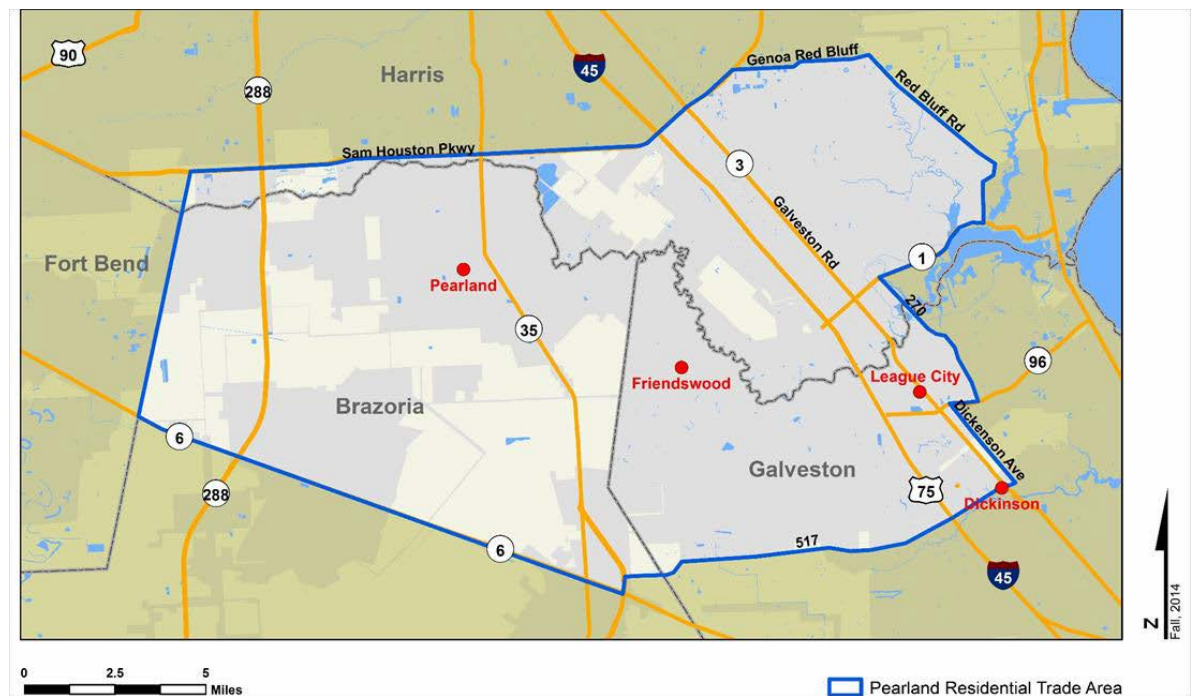 90
Harris
45
Genoa Red Bluff
Red Bluff Rd
288
Sam Houston Pkwy
3
Galveston Rd
Fort Bend
Pearland
1
270
35
Friendswood
96
League City
Brazoria
Dickenson Ave
6
Galveston
288
75
Dickinson
6
517
45
N
Fall, 2014
0 2.5 5
Miles
Pearland Residential Trade Area